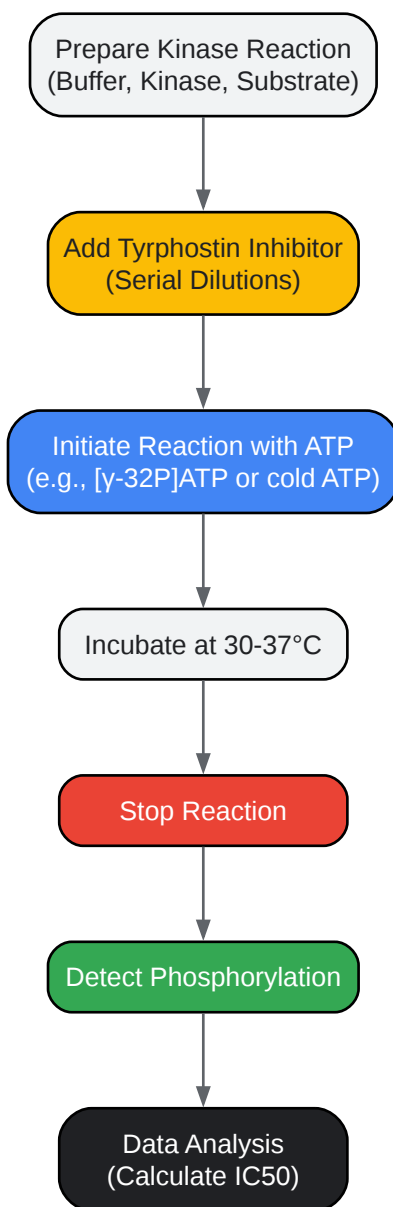 Prepare Kinase Reaction
(Buffer, Kinase, Substrate)
Add Tyrphostin Inhibitor
(Serial Dilutions)
Initiate Reaction with ATP
(e.g., [γ-32P]ATP or cold ATP)
Incubate at 30-37°C
Stop Reaction
Detect Phosphorylation
Data Analysis
(Calculate IC50)